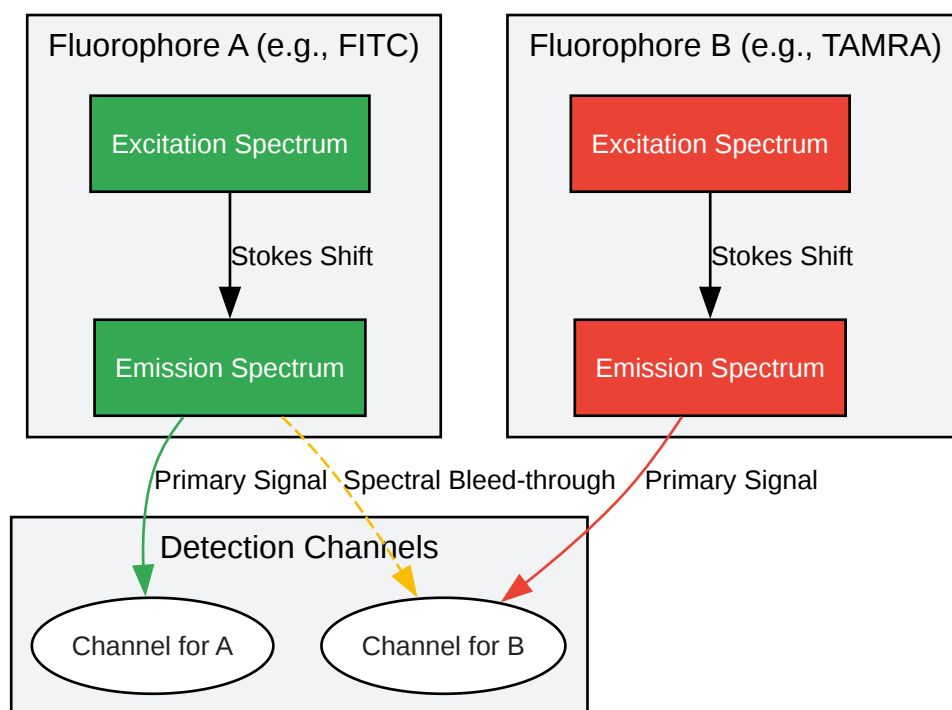 Fluorophore A (e.g., FITC)
Fluorophore B (e.g., TAMRA)
Excitation Spectrum
Excitation Spectrum
Stokes Shift
Stokes Shift
Emission Spectrum
Emission Spectrum
Primary Signal
Spectral Bleed-through
Primary Signal
Detection Channels
Channel for A
Channel for B